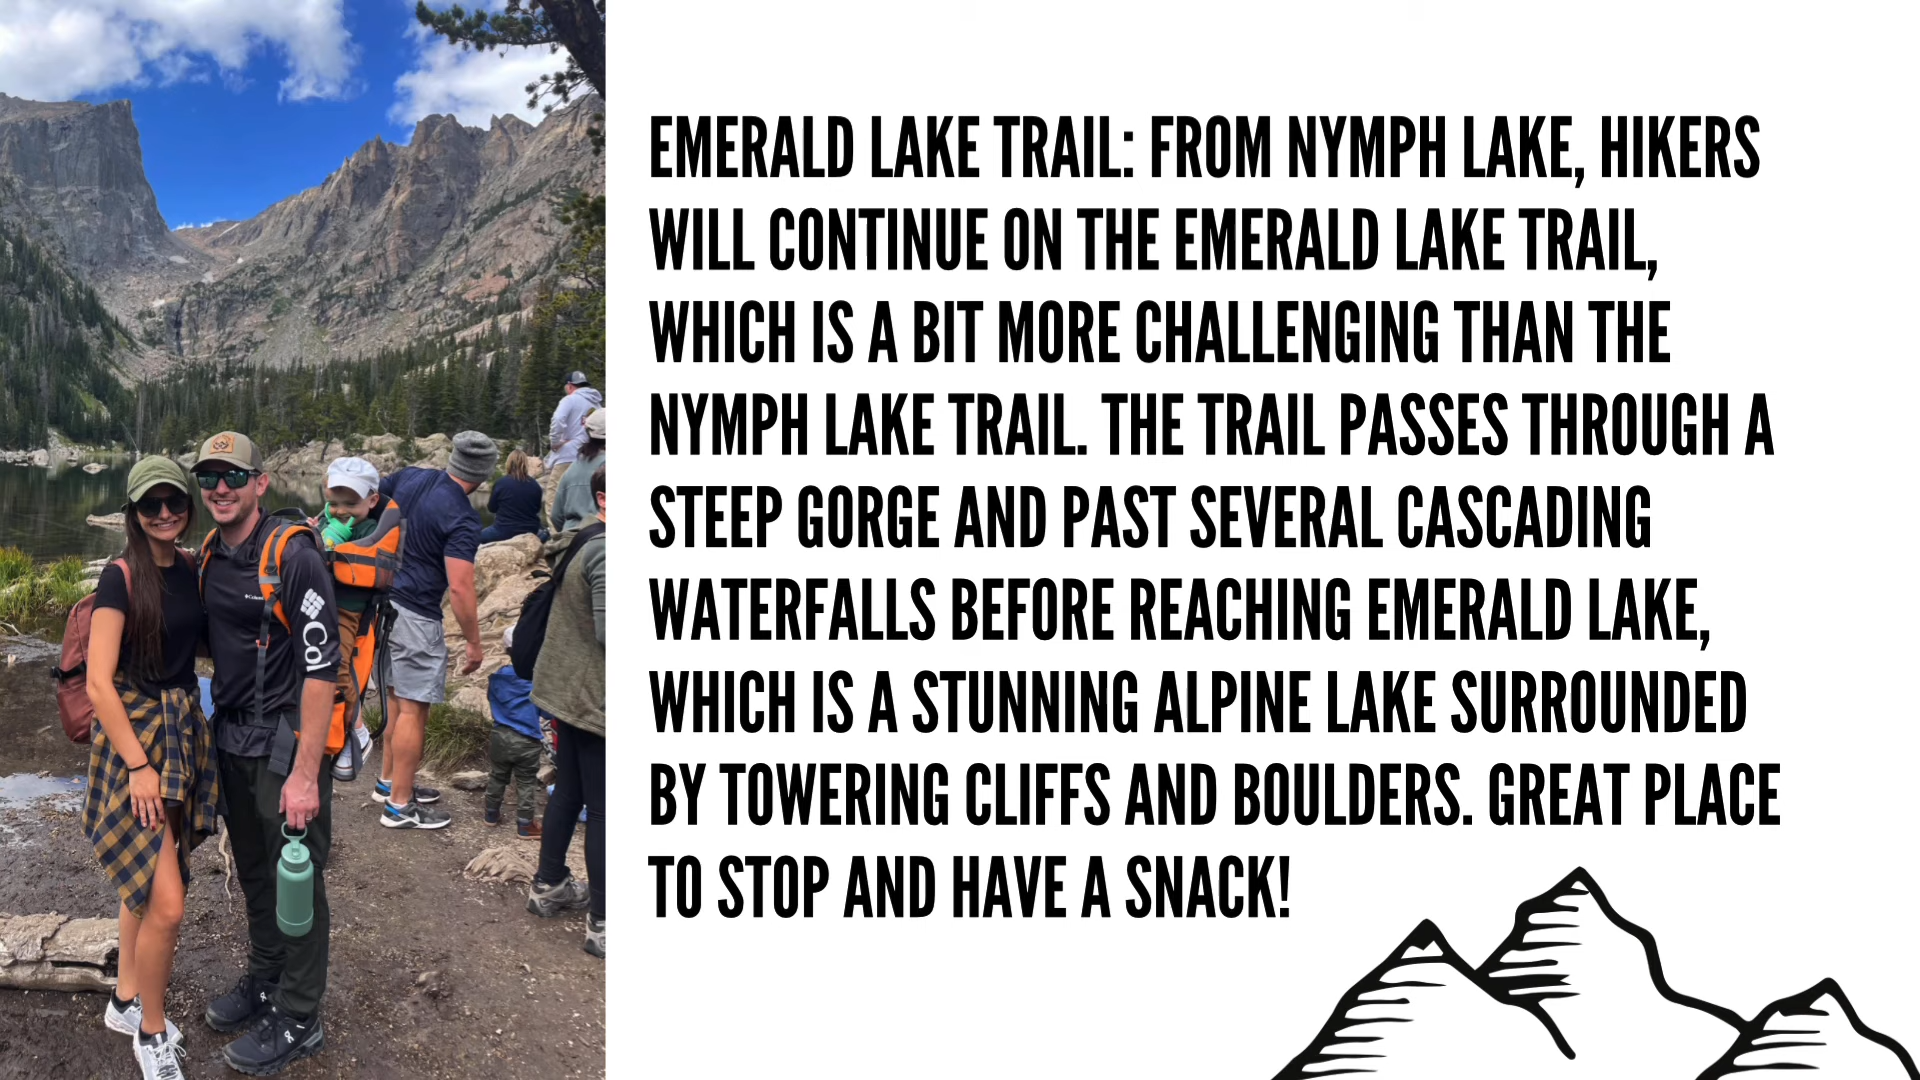 EMERALD LAKE TRAIL: FROM NYMPH LAKE, HIKERS
WILL CONTINUE ON THE EMERALD LAKE TRAIL,
WHICH IS A BIT MORE CHALLENGING THAN THE
NYMPH LAKE TRAIL. THE TRAIL PASSES THROUGH A
STEEP GORGE AND PAST SEVERAL CASCADING
WATERFALLS BEFORE REACHING EMERALD LAKE,
WHICH IS A STUNNING ALPINE LAKE SURROUNDED
BY TOWERING CLIFFS AND BOULDERS. GREAT PLACE
TO STOP AND HAVE A SNACK!
Columbia
Col